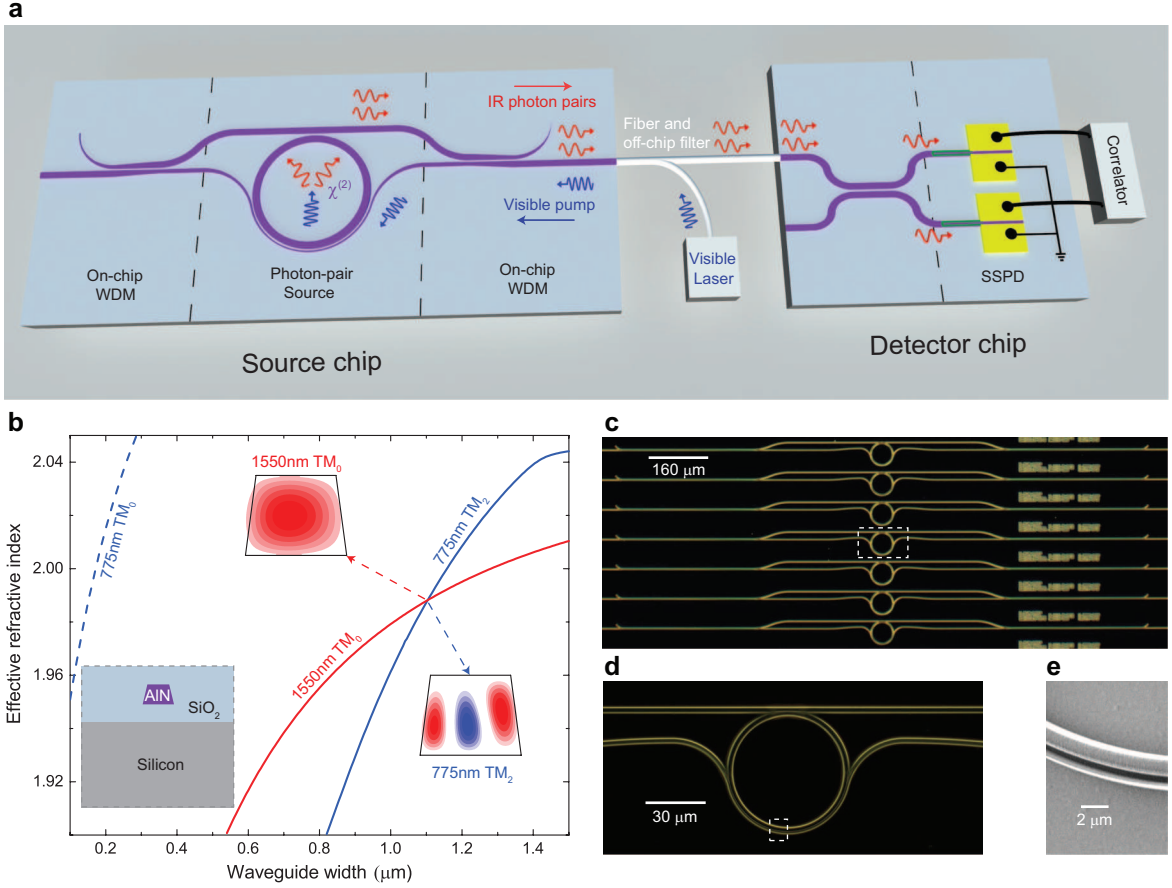 a
IR photon pairs
χ(2)
Visible pump
On-chip
WDM
Photon-pair
Source
On-chip
WDM
Source chip
Fiber and
off-chip filter
Visible
Laser
SSPD
Correlator
Detector chip
b
Effective refractive index
2.04
2.00
1.96
1.92
0.2
0.4
0.6
0.8
1.0
1.2
1.4
Waveguide width (μm)
775nm TM0
1550nm TM0
775nm TM2
1550nm TM0
775nm TM2
AlN
SiO2
Silicon
c
160 μm
d
30 μm
e
2 μm